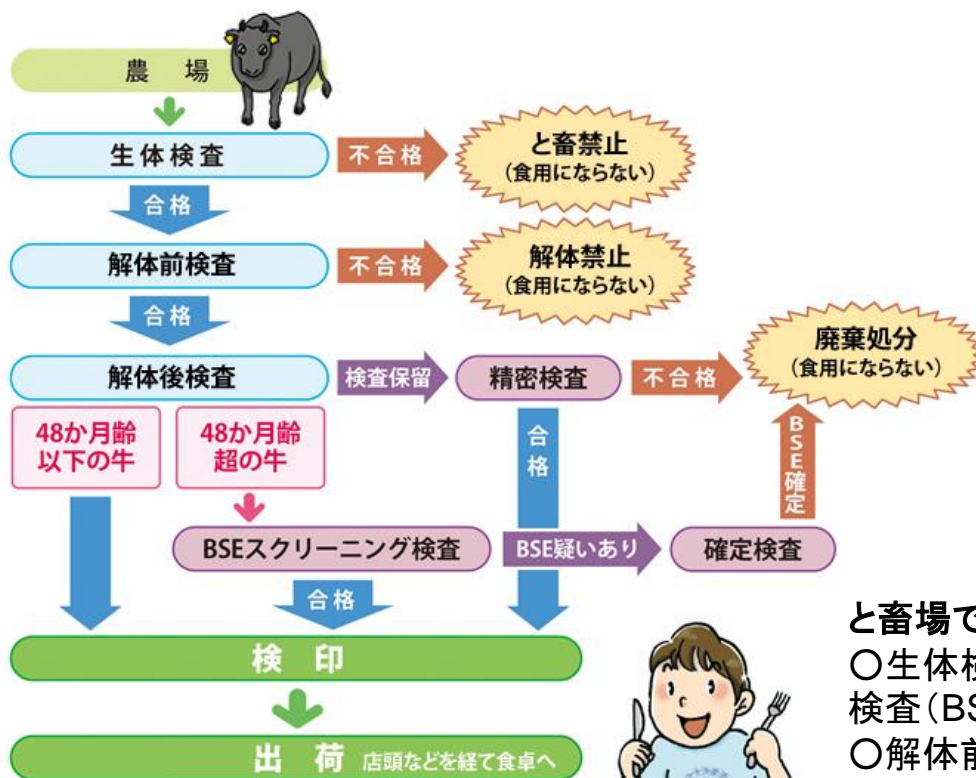 農　場
生体検査
不合格
と畜禁止
（食用にならない）
合格
解体前検査
不合格
解体禁止
（食用にならない）
合格
解体後検査
検査保留
精密検査
不合格
廃棄処分
（食用にならない）
48か月齢
以下の牛
48か月齢
超の牛
合格
BSE確定
BSEスクリーニング検査
BSE疑いあり
確定検査
合格
検　印
出　荷 店頭などを経て食卓へ
と畜場で
〇生体検
検査（BS
〇解体前